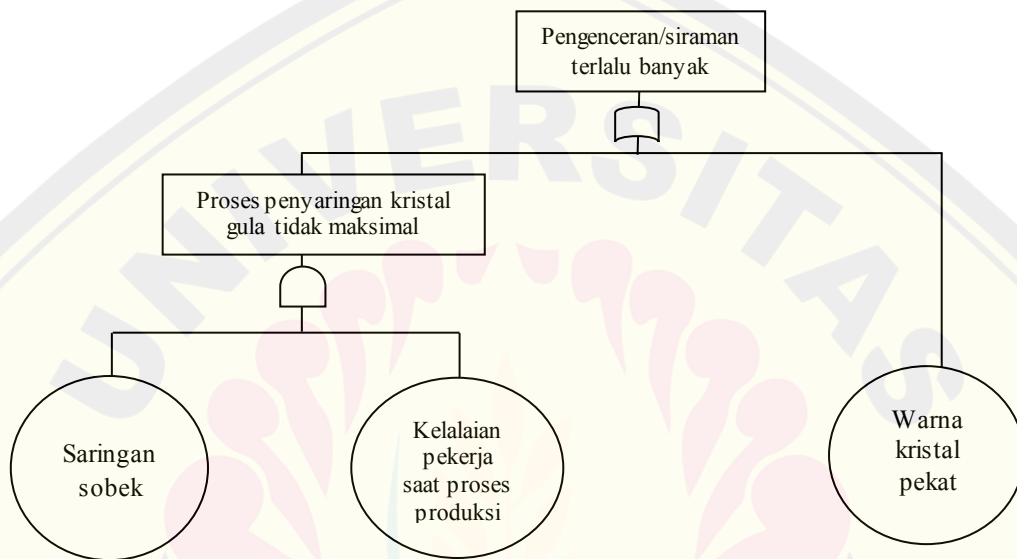 Pengenceran/siraman
terlalu banyak
Proses penyaringan kristal
gula tidak maksimal
Saringan
sobek
Kelalaian
pekerja
saat proses
produksi
Warna
kristal
pekat
UNIVERSITAS